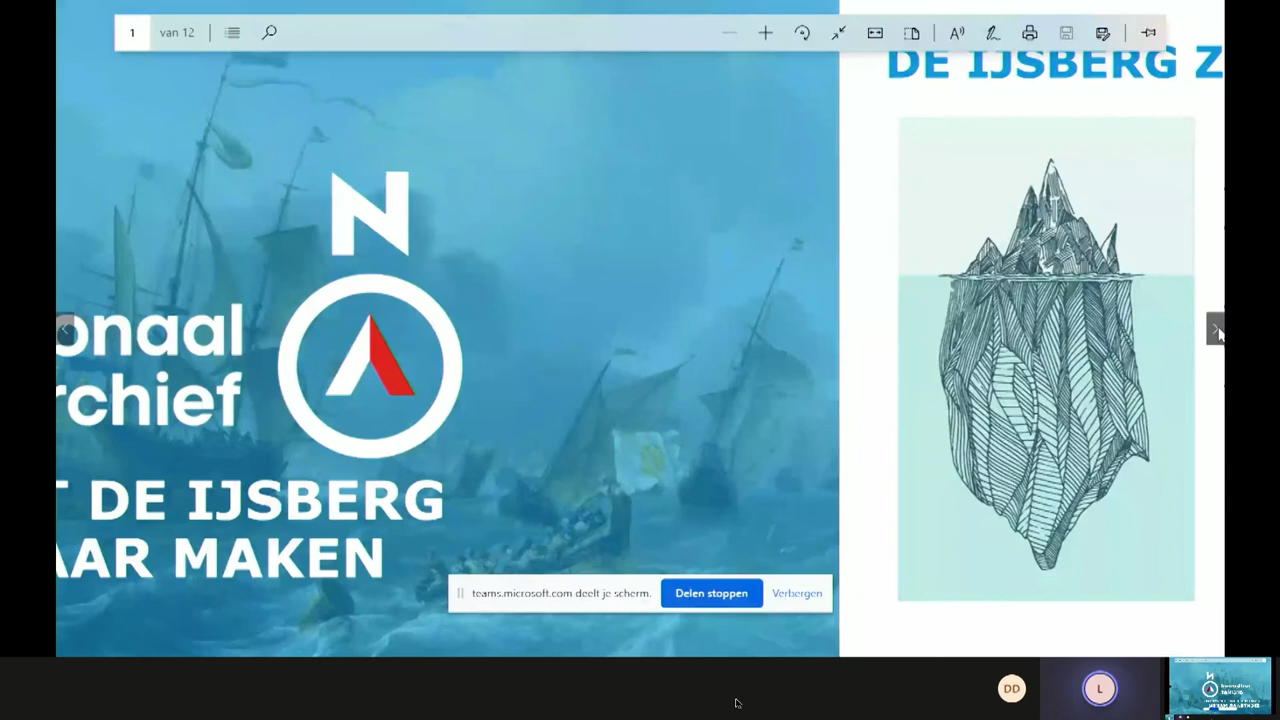 1 van 12
DE IJSBERG Z
N
onaal
rchief
T DE IJSBERG
AAR MAKEN
teams.microsoft.com deelt je scherm. Delen stoppen Verbergen
DD
L